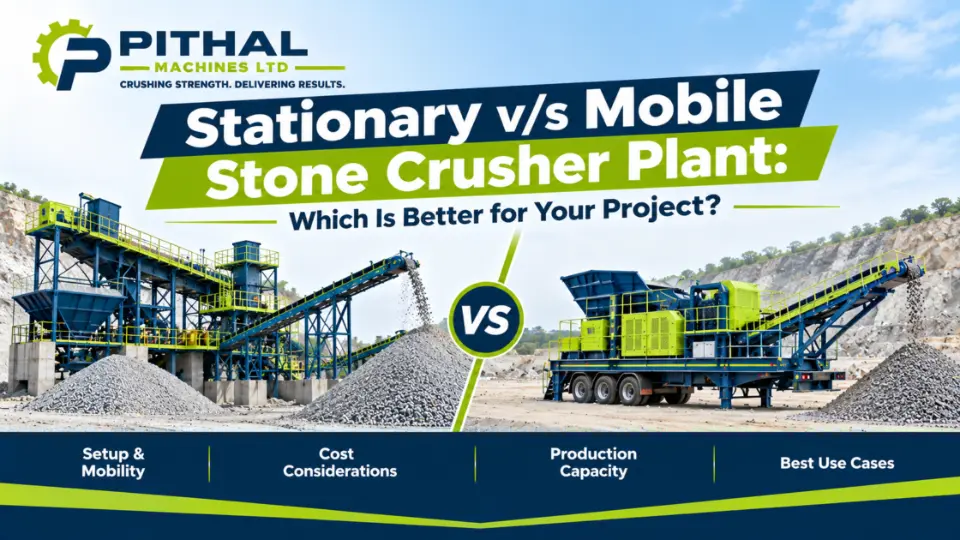 PITHAL
MACHINES LTD
CRUSHING STRENGTH. DELIVERING RESULTS.
Stationary v/s Mobile
Stone Crusher Plant:
Which Is Better for Your Project?
VS
Setup &
Mobility
Cost
Considerations
Production
Capacity
Best Use Cases